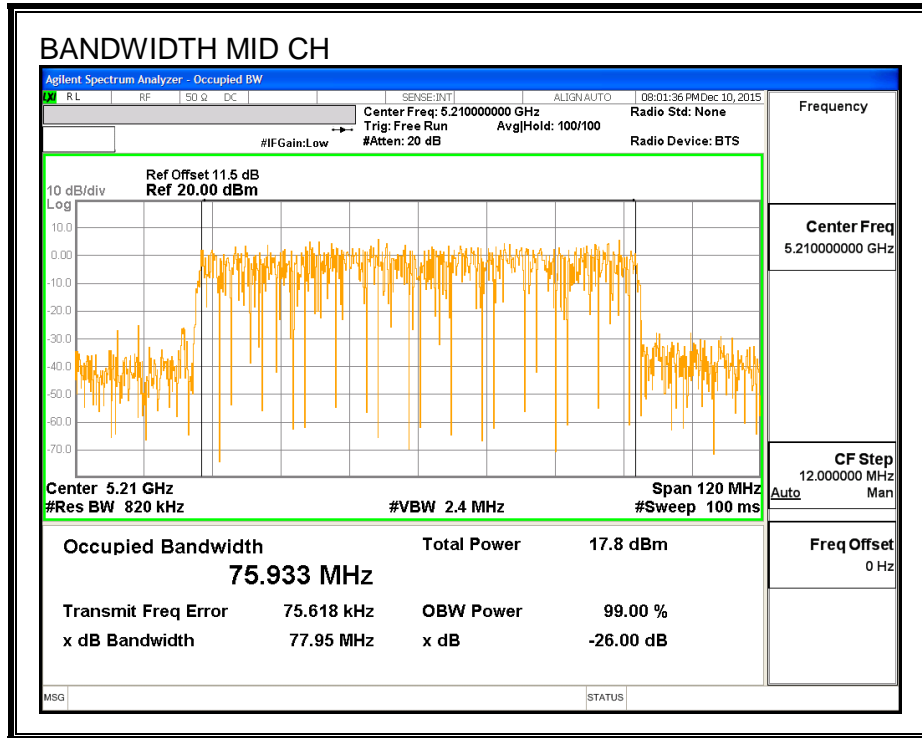 BANDWIDTH MID CH
Agilent Spectrum Analyzer - Occupied BW
LXI RL RF 50 Ω DC SENSE:INT ALIGN AUTO 08:01:36 PM Dec 10, 2015
Center Freq: 5.210000000 GHz Radio Std: None
Trig: Free Run Avg|Hold: 100/100
#IFGain:Low #Atten: 20 dB Radio Device: BTS
Ref Offset 11.5 dB
10 dB/div Ref 20.00 dBm
Log
10.0
0.00
-10.0
-20.0
-30.0
-40.0
-50.0
-60.0
-70.0
Center 5.21 GHz Span 120 MHz
#Res BW 820 kHz #VBW 2.4 MHz #Sweep 100 ms
Occupied Bandwidth Total Power 17.8 dBm
75.933 MHz
Transmit Freq Error 75.618 kHz OBW Power 99.00 %
x dB Bandwidth 77.95 MHz x dB -26.00 dB
MSG STATUS
Frequency
Center Freq
5.210000000 GHz
CF Step
12.000000 MHz
Auto Man
Freq Offset
0 Hz